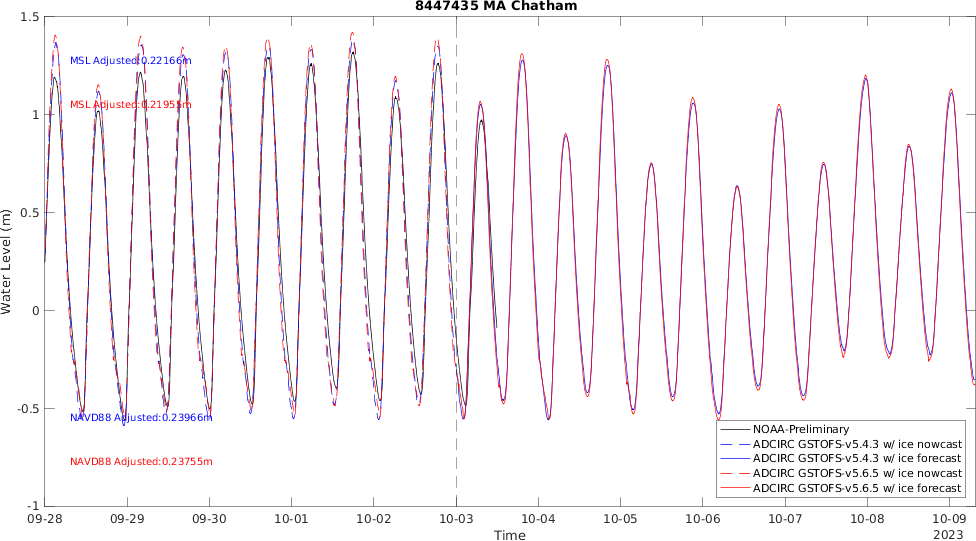 8447435 MA Chatham
1.5
1
0.5
0
-0.5
-1
Water Level (m)
MSL Adjusted:0.22166m
MSL Adjusted:0.21955m
NAVD88 Adjusted:0.23966m
NAVD88 Adjusted:0.23755m
NOAA-Preliminary
ADCIRC GSTOFS-v5.4.3 w/ ice nowcast
ADCIRC GSTOFS-v5.4.3 w/ ice forecast
ADCIRC GSTOFS-v5.6.5 w/ ice nowcast
ADCIRC GSTOFS-v5.6.5 w/ ice forecast
09-28 09-29 09-30 10-01 10-02 10-03 10-04 10-05 10-06 10-07 10-08 10-09
Time
2023